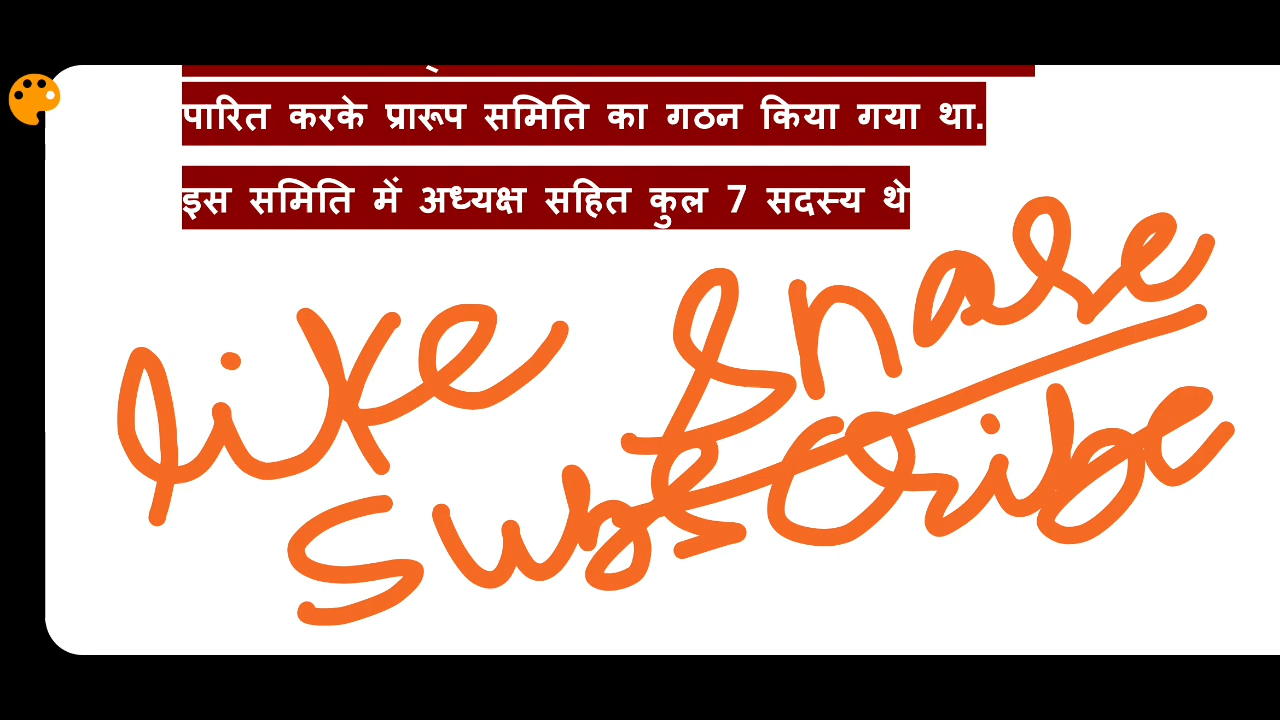 पारित करके प्रारूप समिति का गठन किया गया था.
इस समिति में अध्यक्ष सहित कुल 7 सदस्य थे
like share
subscribe